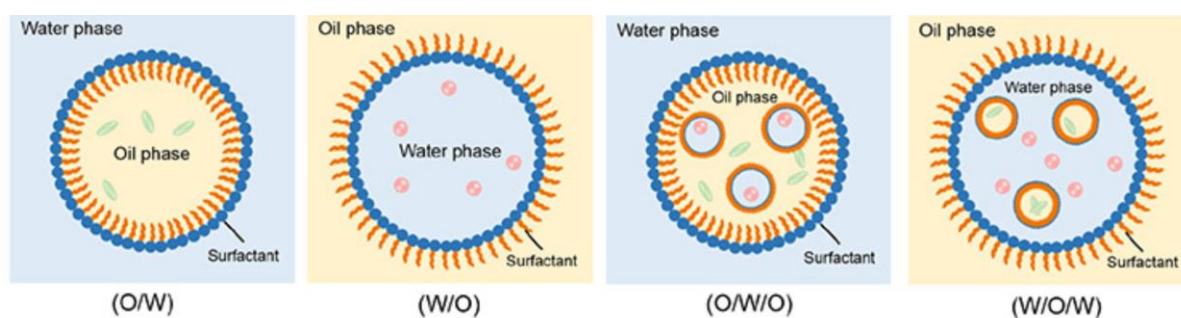 Water phase
Oil phase
Surfactant
(O/W)
Oil phase
Water phase
Surfactant
(W/O)
Water phase
Oil phase
Surfactant
(O/W/O)
Oil phase
Water phase
Surfactant
(W/O/W)